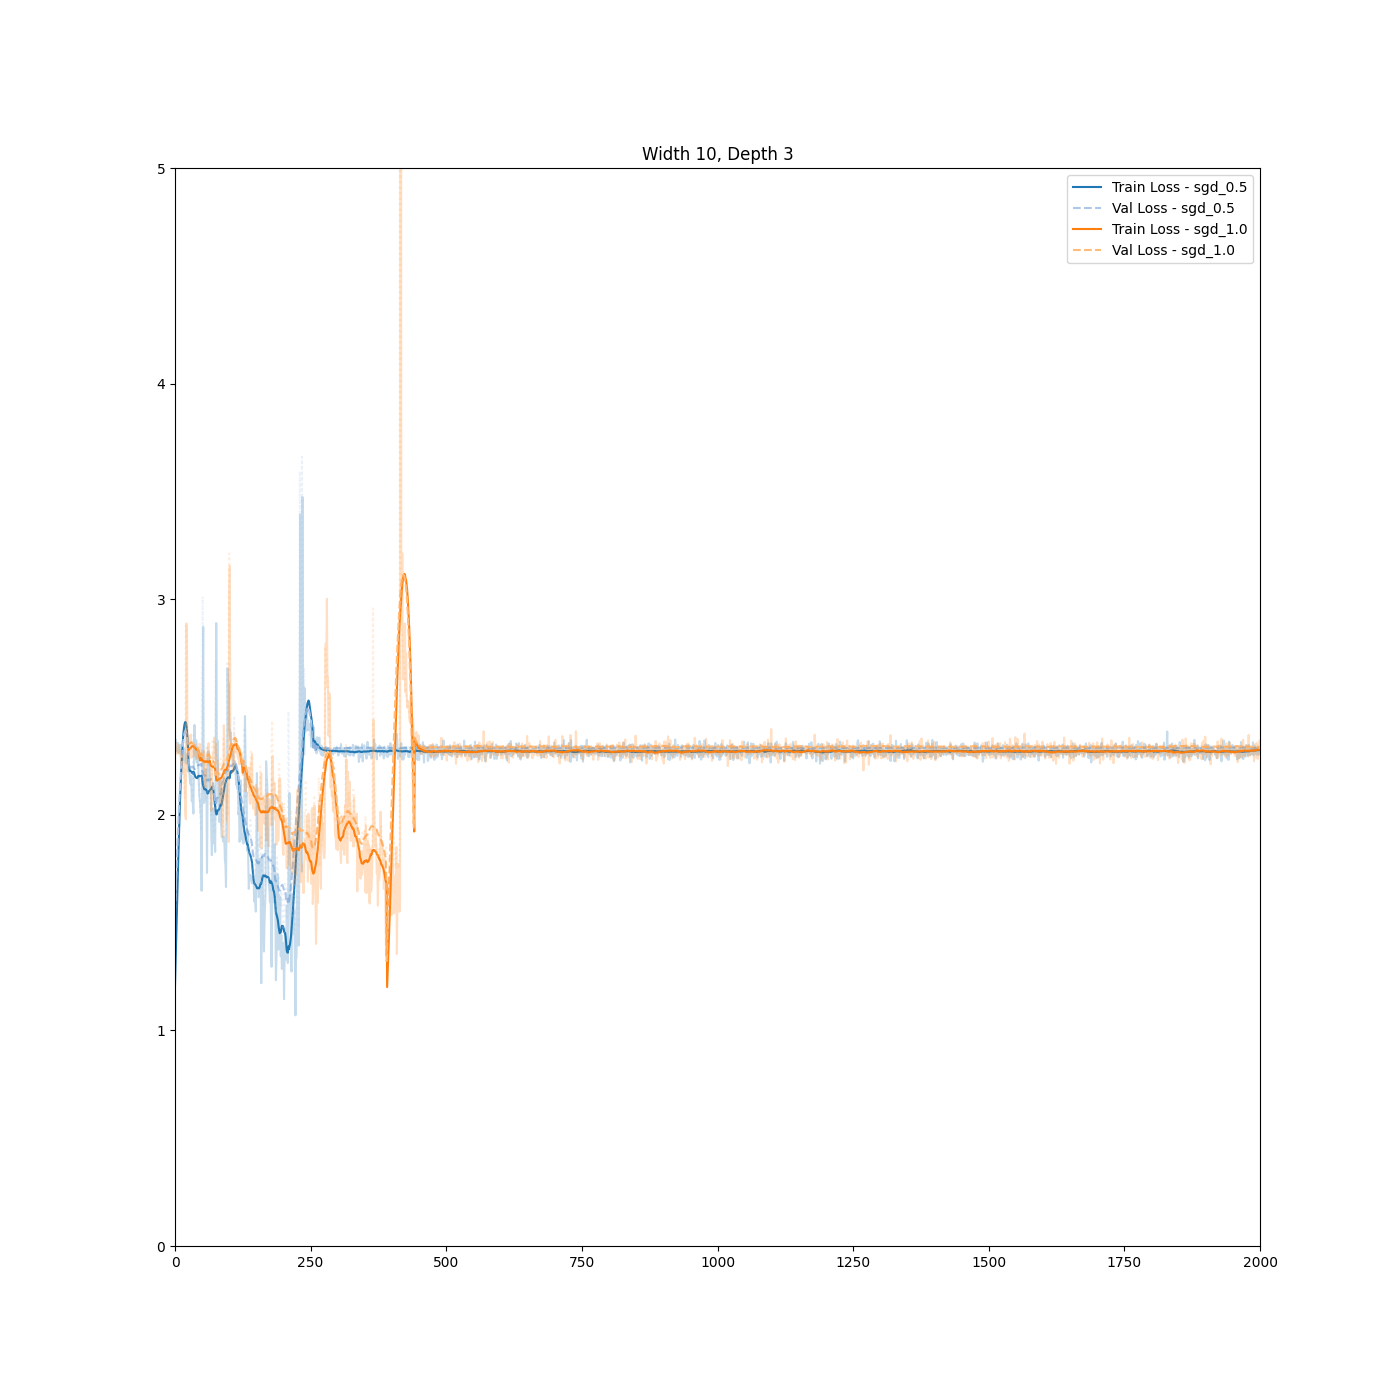 Width 10, Depth 3
5
4
3
2
1
0
0 250 500 750 1000 1250 1500 1750 2000
Train Loss - sgd_0.5
Val Loss - sgd_0.5
Train Loss - sgd_1.0
Val Loss - sgd_1.0